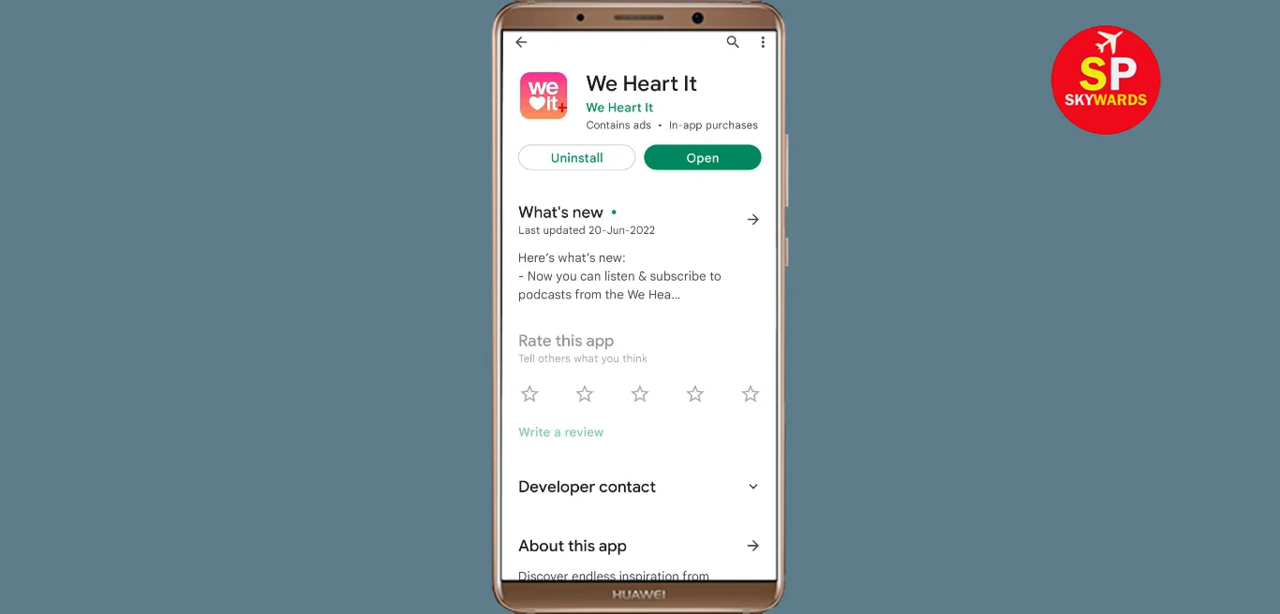 SP
SKYWARDS
we
it+
We Heart It
We Heart It
Contains ads • In-app purchases
Uninstall
Open
What's new •
Last updated 20-Jun-2022
Here's what's new:
- Now you can listen & subscribe to
podcasts from the We Hea...
Rate this app
Tell others what you think
Write a review
Developer contact
About this app
Discover endless inspiration from
HUAWEI